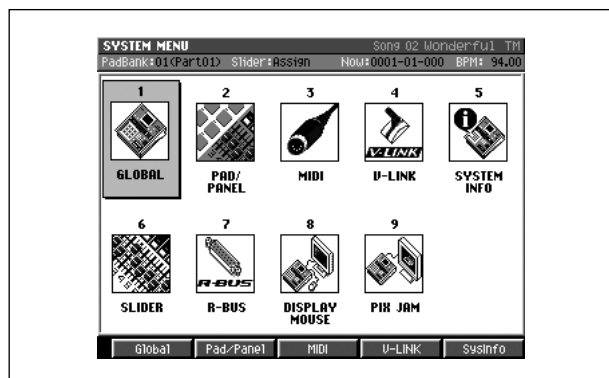 SYSTEM MENU Song 02 Wonderful TM
PadBank:01(Part01) Slider:Assign Now:0001-01-000 BPM: 94.00
1 2 3 4 5
V-LINK
GLOBAL PAD/ MIDI V-LINK SYSTEM
PANEL INFO
6 7 8 9
R-BUS
SLIDER R-BUS DISPLAY PIX JAM
MOUSE
Global Pad/Panel MIDI V-LINK SysInfo